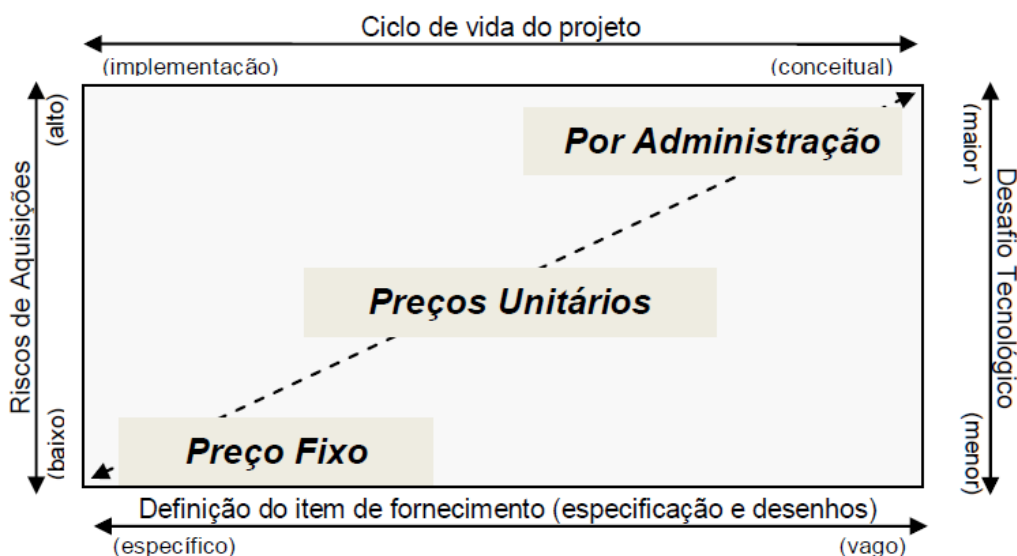 Ciclo de vida do projeto
(implementação)
(conceitual)
Riscos de Aquisições
(alto)
(baixo)
Por Administração
Preços Unitários
Preço Fixo
(maior )
(menor)
Desafio Tecnológico
Definição do item de fornecimento (especificação e desenhos)
(específico)
(vago)